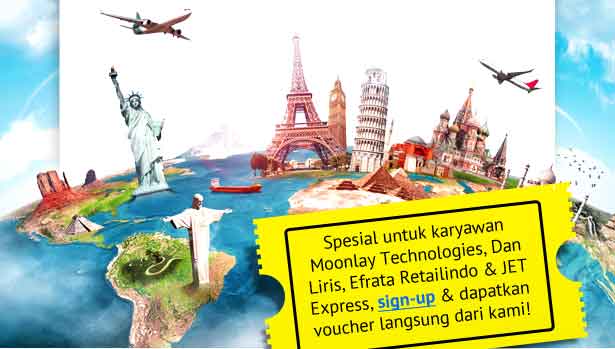 Spesial untuk karyawan
Moonlay Technologies, Dan
Liris, Efrata Retailindo & JET
Express, sign-up & dapatkan
voucher langsung dari kami!